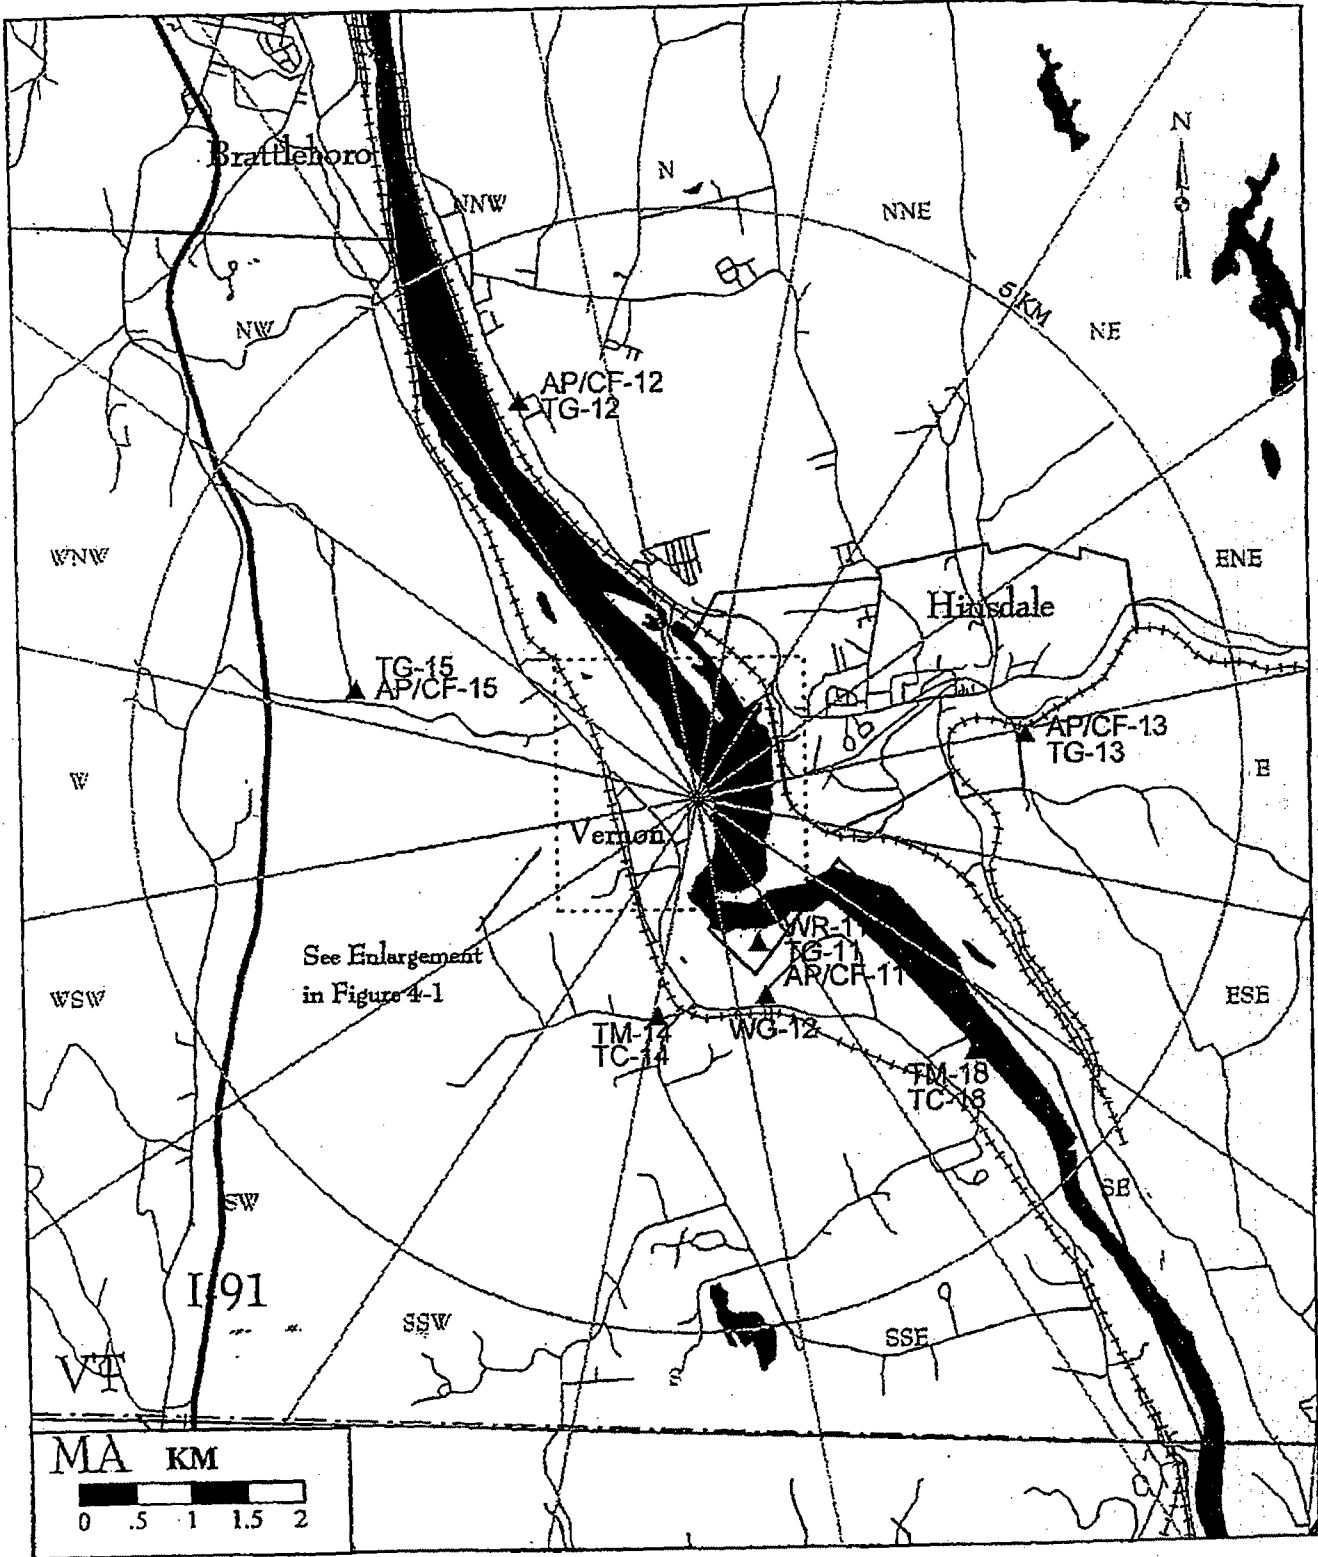 N
Brattleboro
N
NNW
NNE
5 KM
NW
NE
AP/CF-12
TG-12
WNW
ENE
Hinsdale
TG-15
AP/CF-15
AP/CF-13
TG-13
W
E
Vernon
WR-11
TG-11
AP/CF-11
See Enlargement
in Figure 4-1
WSW
ESE
TM-14
TC-14
WG-12
TM-18
TC-18
SW
SE
I-91
SSW
SSE
S
VT
MA KM
0 .5 1 1.5 2